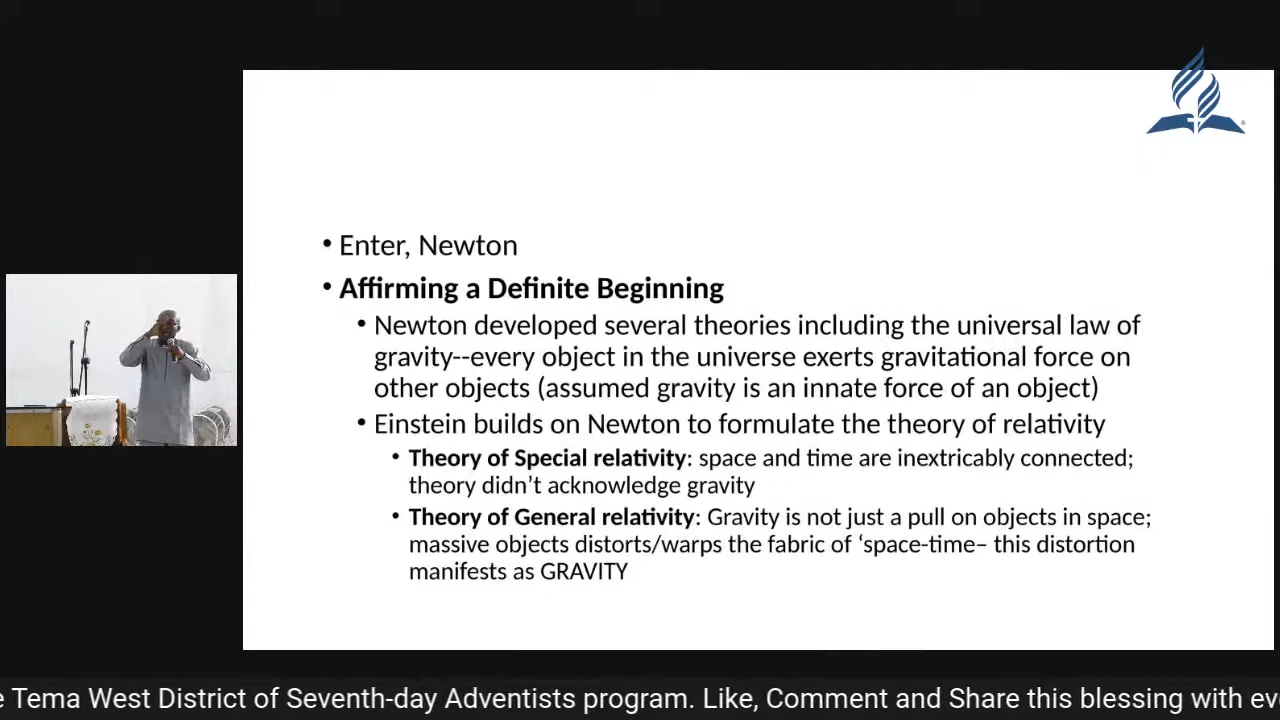 • Enter, Newton
• Affirming a Definite Beginning
• Newton developed several theories including the universal law of
gravity--every object in the universe exerts gravitational force on
other objects (assumed gravity is an innate force of an object)
• Einstein builds on Newton to formulate the theory of relativity
• Theory of Special relativity: space and time are inextricably connected;
theory didn’t acknowledge gravity
• Theory of General relativity: Gravity is not just a pull on objects in space;
massive objects distorts/warps the fabric of ‘space-time– this distortion
manifests as GRAVITY
e Tema West District of Seventh-day Adventists program. Like, Comment and Share this blessing with ev